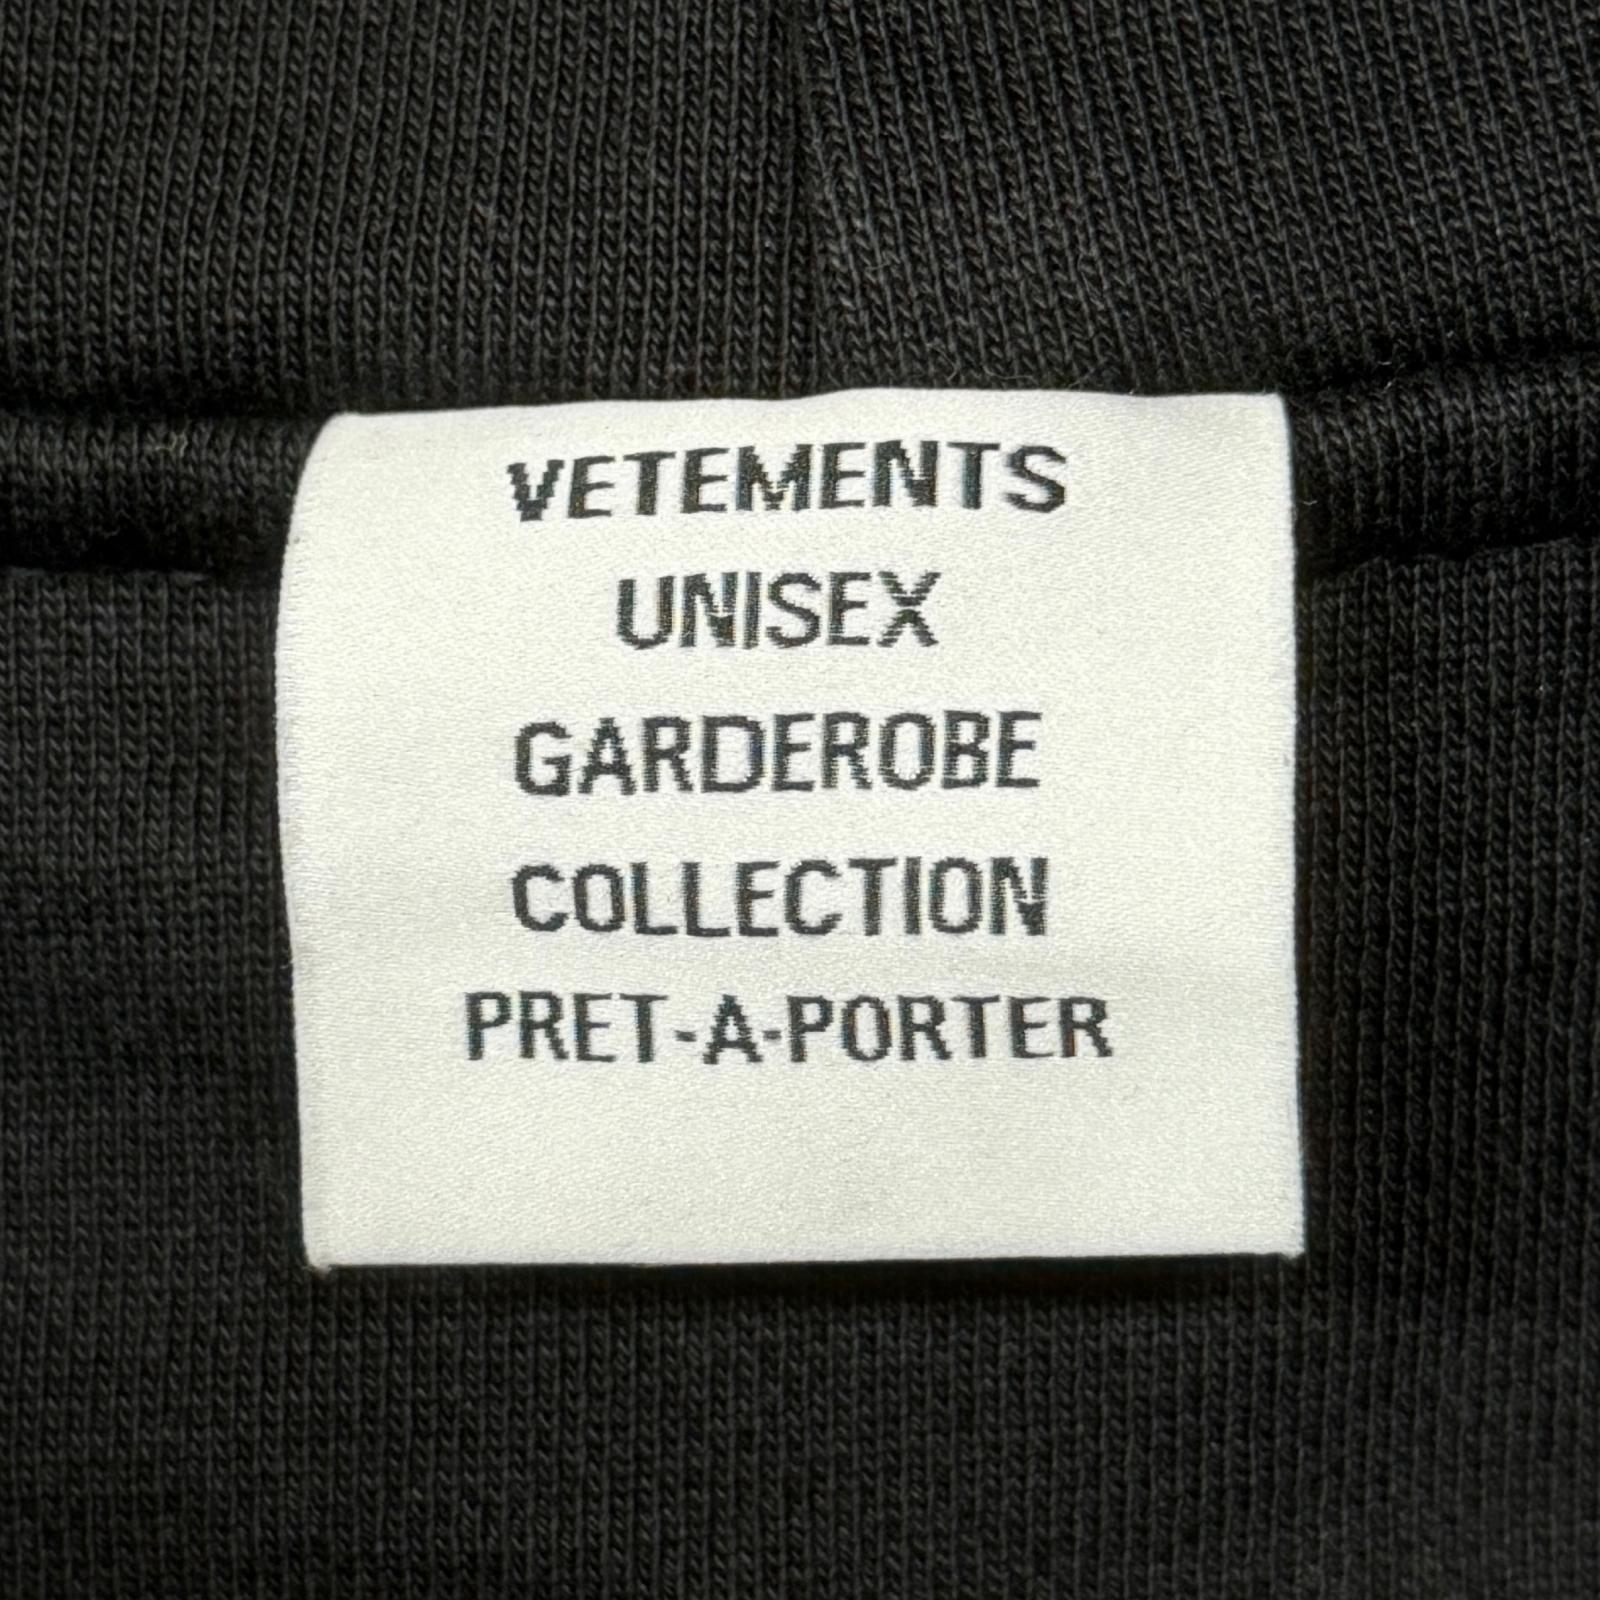 VETEMENTS
UNISEX
GARDEROBE
COLLECTION
PRET-A-PORTER